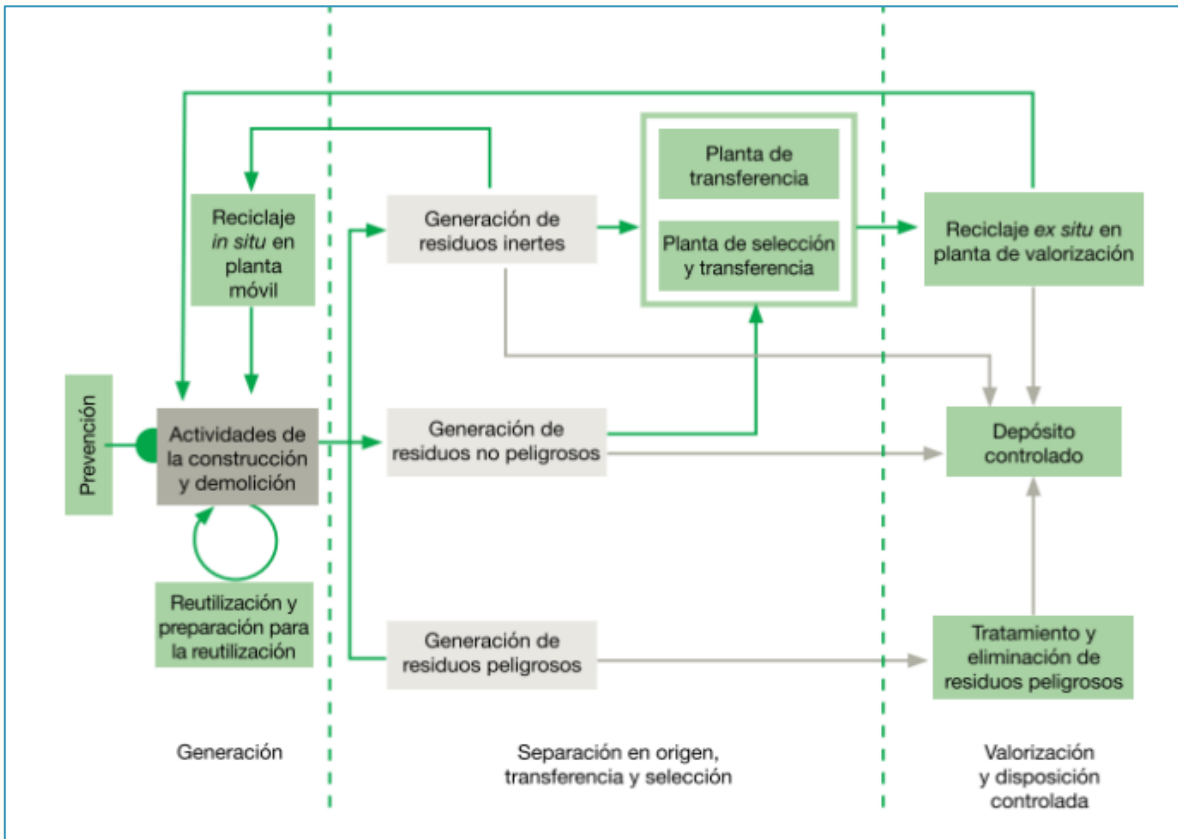 Planta de
transferencia
Reciclaje
in situ en
planta
móvil
Generación de
residuos inertes
Planta de selección
y transferencia
Reciclaje ex situ en
planta de valorización
Prevención
Actividades de
la construcción
y demolición
Generación de
residuos no peligrosos
Depósito
controlado
Reutilización y
preparación para
la reutilización
Generación de
residuos peligrosos
Tratamiento y
eliminación de
residuos peligrosos
Generación
Separación en origen,
transferencia y selección
Valorización
y disposición
controlada